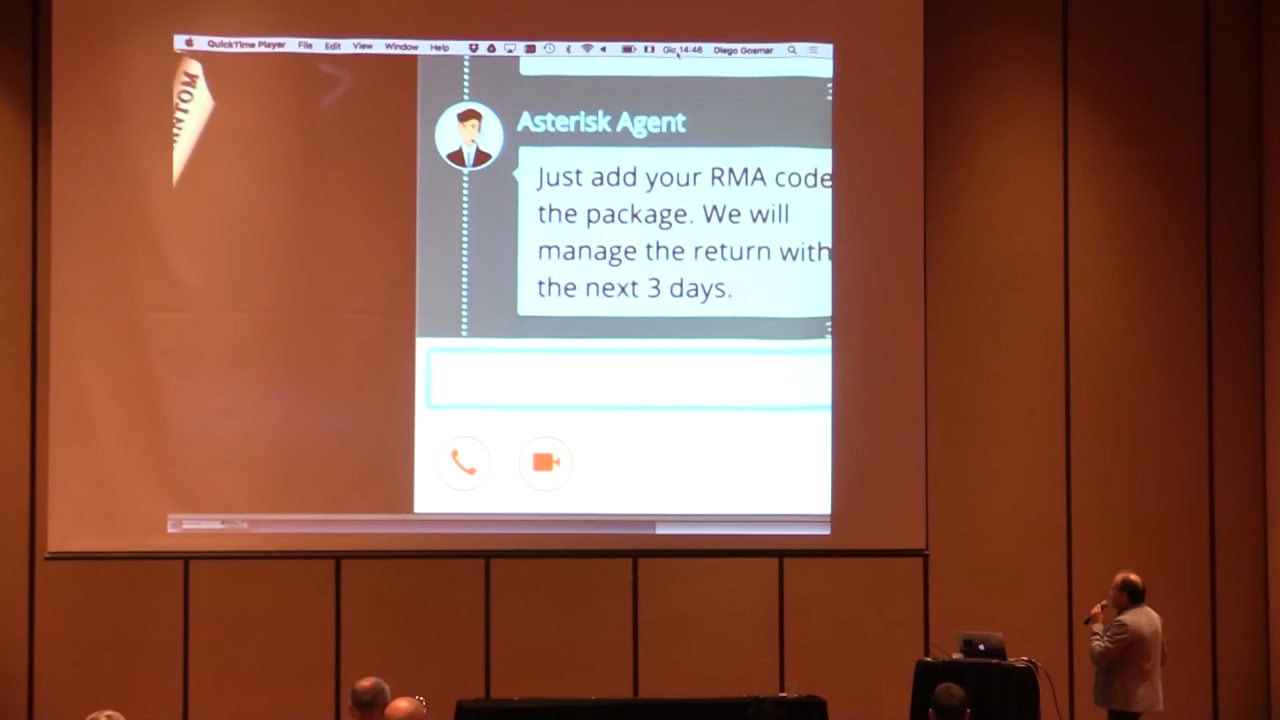 QuickTime Player File Edit View Window Help Gio 14:46 Diego Gosmar
Asterisk Agent
Just add your RMA code
the package. We will
manage the return with
the next 3 days.